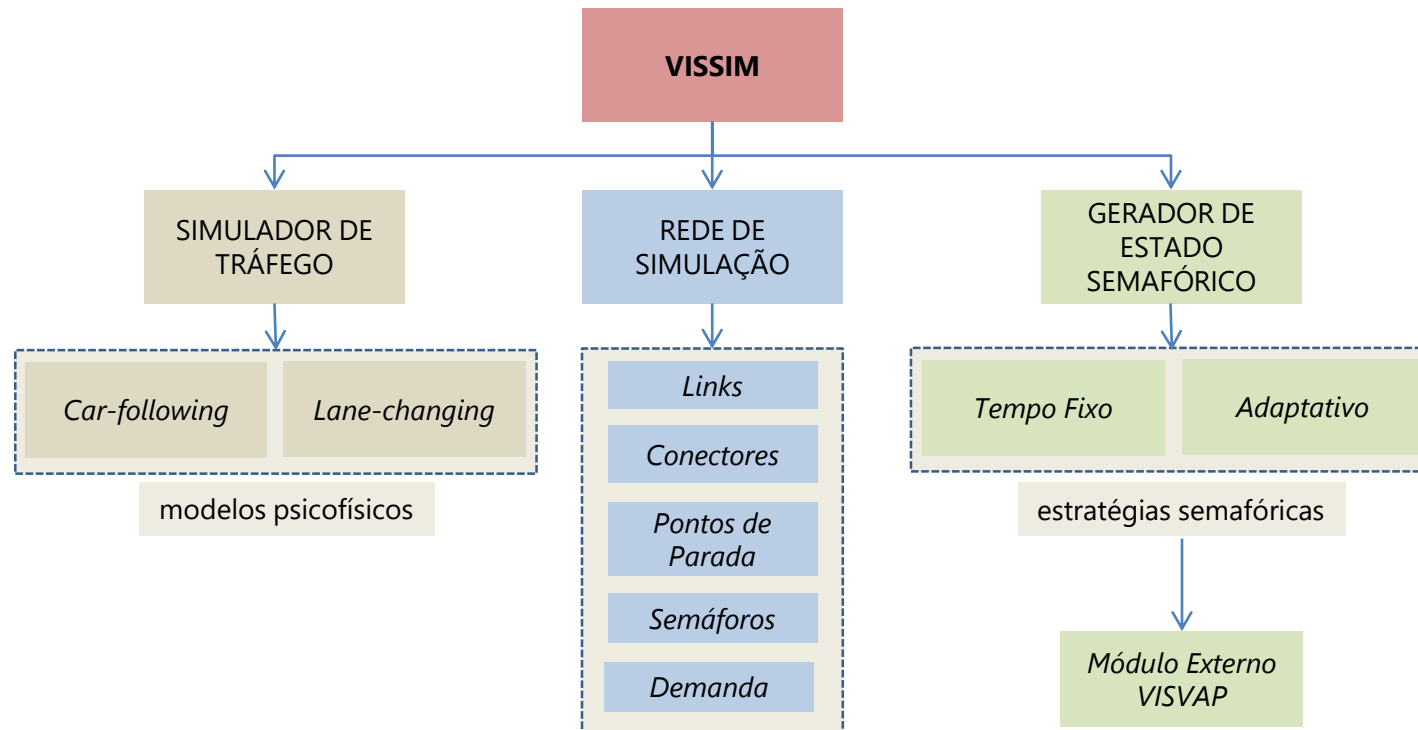 VISSIM
SIMULADOR DE
TRÁFEGO
REDE DE
SIMULAÇÃO
GERADOR DE
ESTADO
SEMAFÓRICO
Car-following
Lane-changing
modelos psicofísicos
Links
Conectores
Pontos de
Parada
Semáforos
Demanda
Tempo Fixo
Adaptativo
estratégias semafóricas
Módulo Externo
VISVAP